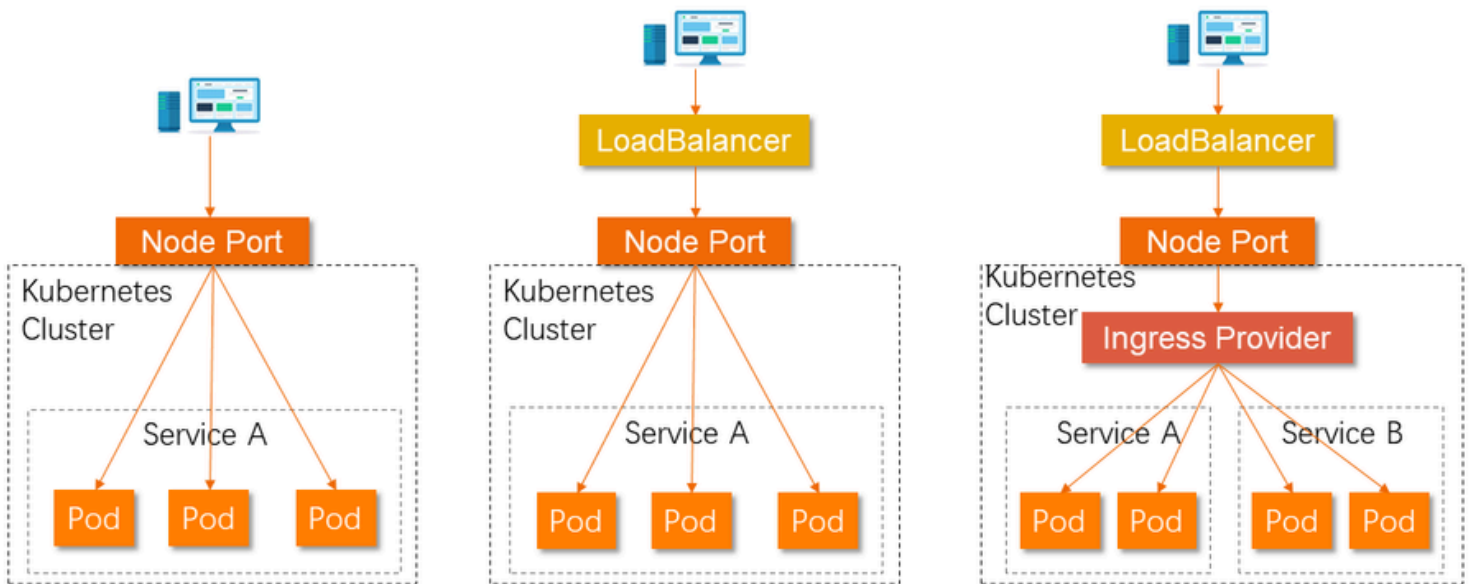 Node Port
Kubernetes
Cluster
Service A
Pod
Pod
Pod
LoadBalancer
Node Port
Kubernetes
Cluster
Service A
Pod
Pod
Pod
LoadBalancer
Node Port
Kubernetes
Cluster
Ingress Provider
Service A
Service B
Pod
Pod
Pod
Pod